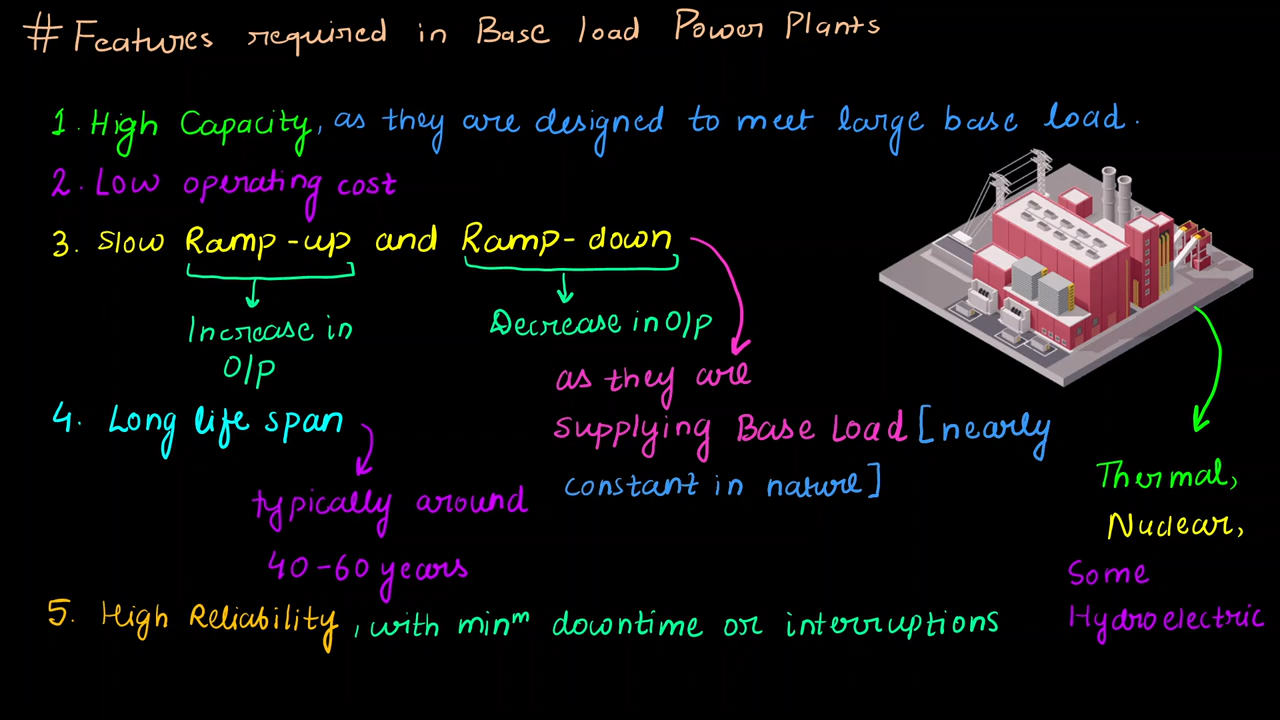 # Features required in Base load Power Plants
1. High Capacity, as they are designed to meet large base load.
2. Low operating cost
3. Slow Ramp-up and Ramp-down
Increase in
O/P
Decrease in O/P
as they are
supplying Base Load [nearly
constant in nature]
4. Long life span
typically around
40-60 years
5. High Reliability, with minᵐ downtime or interruptions
Thermal,
Nuclear,
Some
Hydroelectric